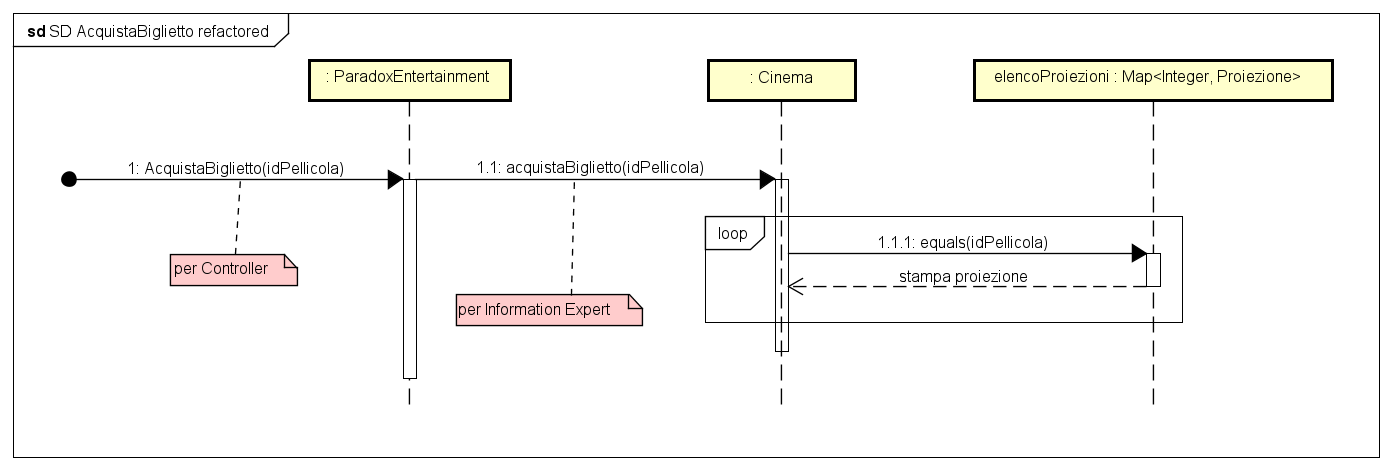 sd SD AcquistaBiglietto refactored
: ParadoxEntertainment
: Cinema
elencoProiezioni : Map<Integer, Proiezione>
1: AcquistaBiglietto(idPellicola)
1.1: acquistaBiglietto(idPellicola)
loop
1.1.1: equals(idPellicola)
per Controller
stampa proiezione
per Information Expert